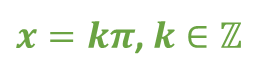 x = kπ, k ∈ ℤ